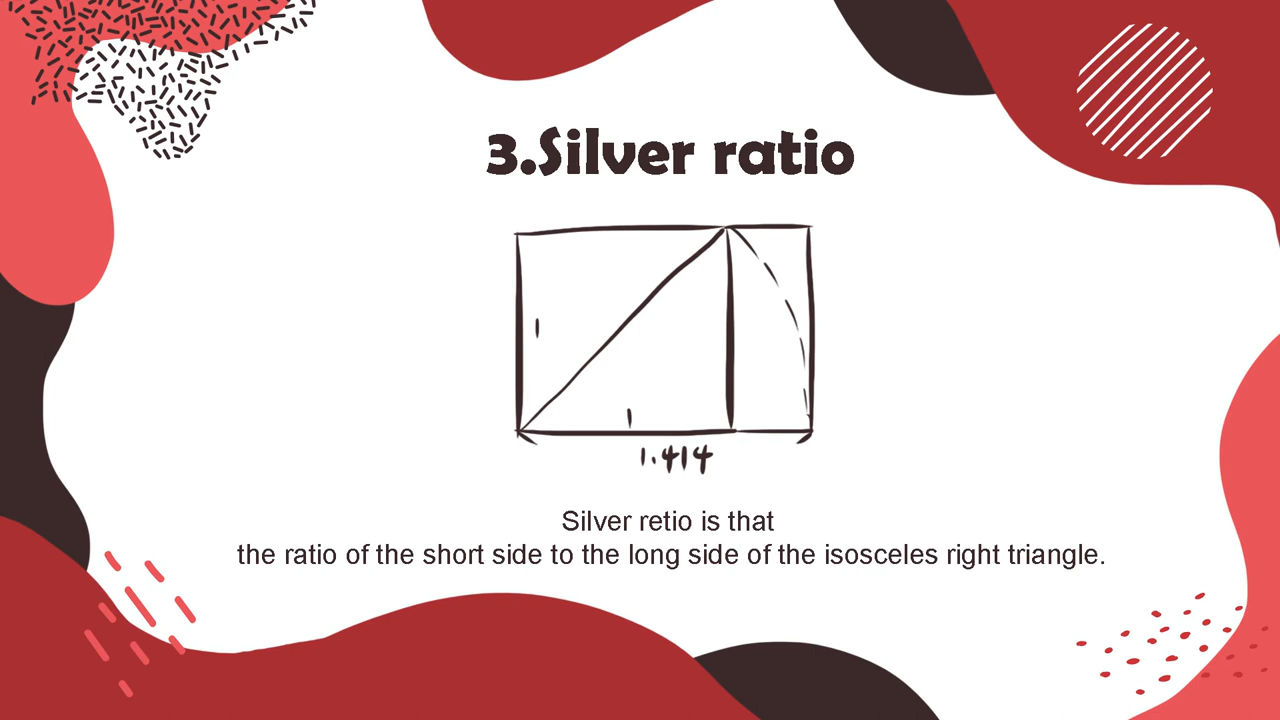 3.Silver ratio
1
1
1.414
Silver retio is that
the ratio of the short side to the long side of the isosceles right triangle.